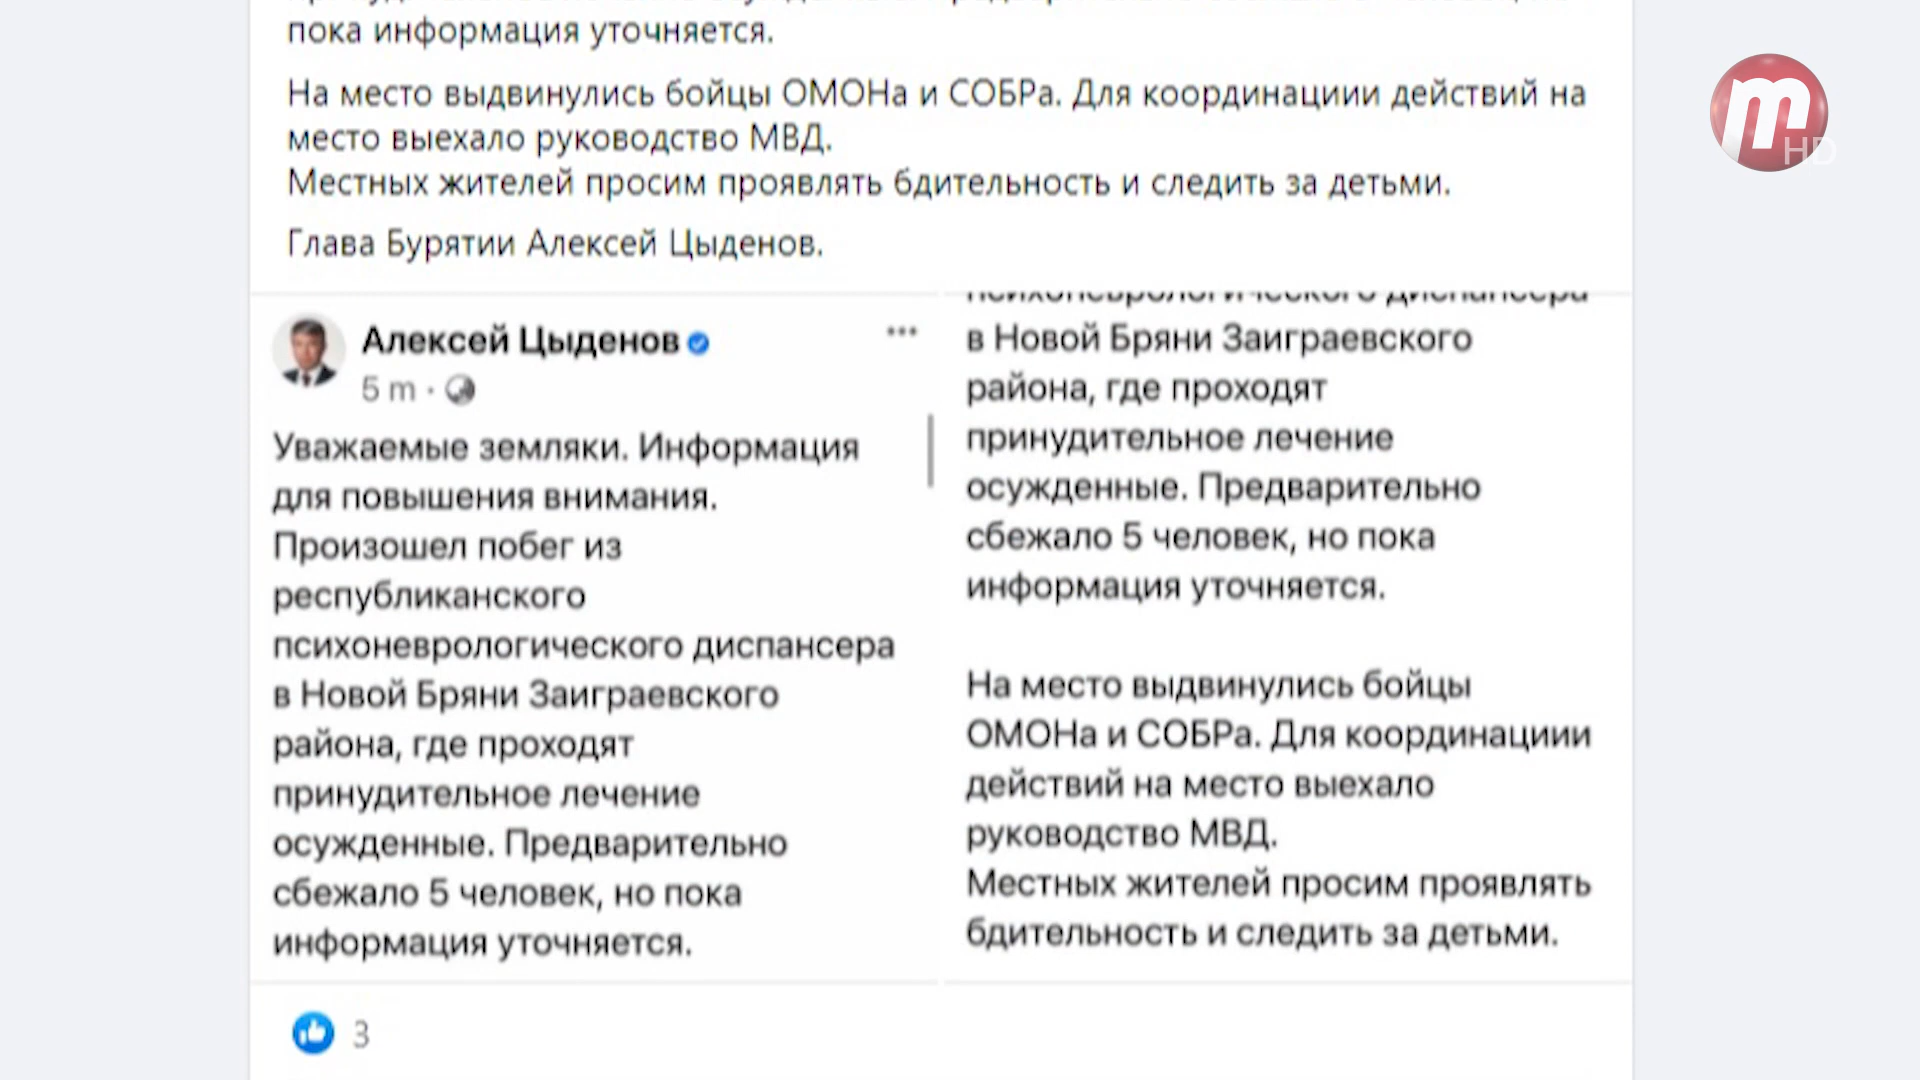 пока информация уточняется.
На место выдвинулись бойцы ОМОНа и СОБРа. Для координациии действий на
место выехало руководство МВД.
Местных жителей просим проявлять бдительность и следить за детьми.
Глава Бурятии Алексей Цыденов.
Алексей Цыденов
5 m ·
Уважаемые земляки. Информация
для повышения внимания.
Произошел побег из
республиканского
психоневрологического диспансера
в Новой Бряни Заиграевского
района, где проходят
принудительное лечение
осужденные. Предварительно
сбежало 5 человек, но пока
информация уточняется.
психоневрологического диспансера
в Новой Бряни Заиграевского
района, где проходят
принудительное лечение
осужденные. Предварительно
сбежало 5 человек, но пока
информация уточняется.
На место выдвинулись бойцы
ОМОНа и СОБРа. Для координациии
действий на место выехало
руководство МВД.
Местных жителей просим проявлять
бдительность и следить за детьми.
3
m HD